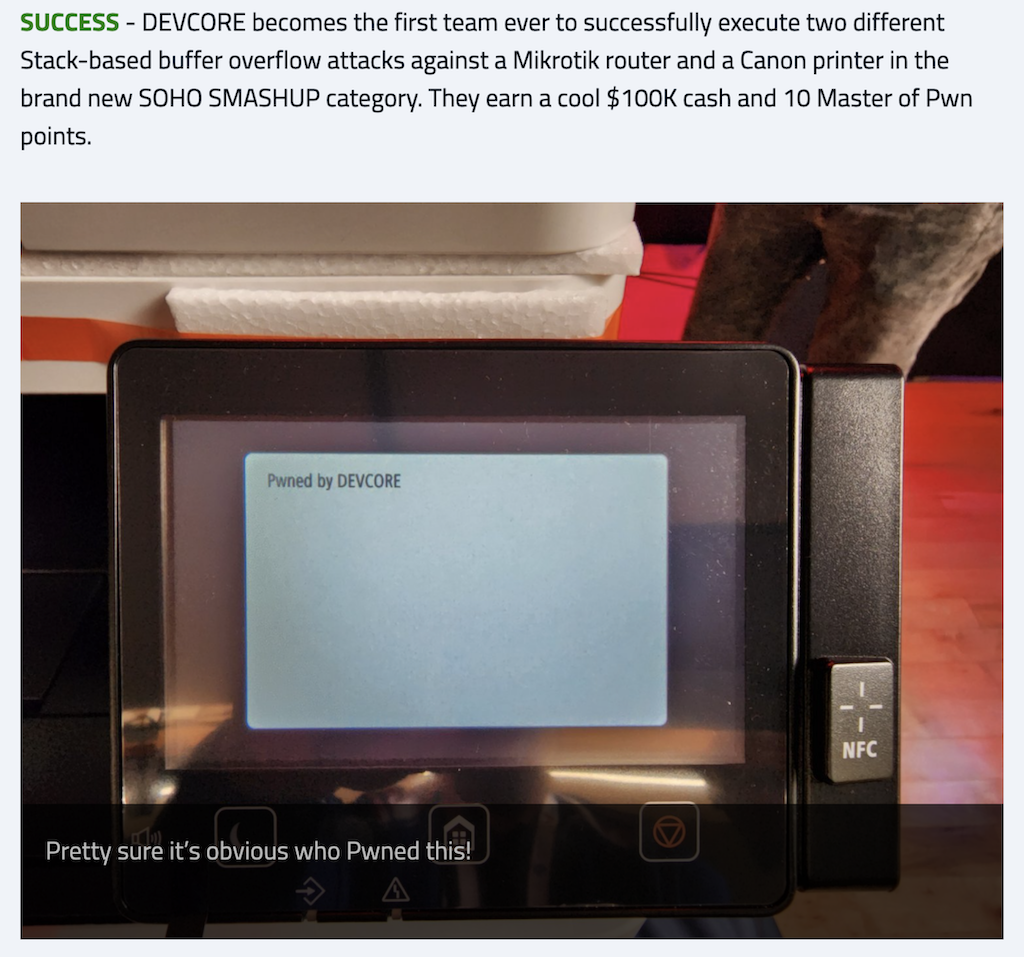 SUCCESS - DEVCORE becomes the first team ever to successfully execute two different
Stack-based buffer overflow attacks against a Mikrotik router and a Canon printer in the
brand new SOHO SMASHUP category. They earn a cool $100K cash and 10 Master of Pwn
points.
Pwned by DEVCORE
NFC
Pretty sure it’s obvious who Pwned this!